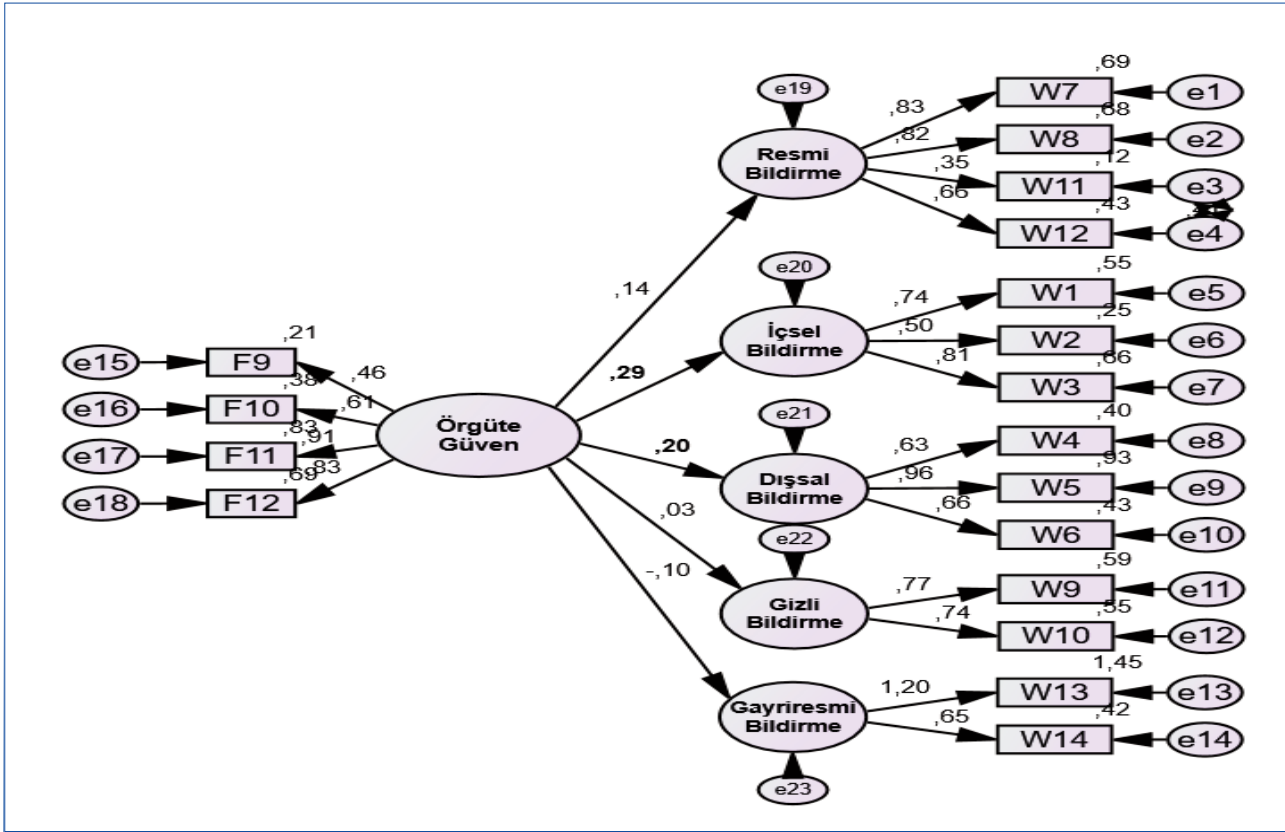 ,69
e19
W7
e1
,83
,68
,82
W8
e2
Resmi
Bildirme
,12
,35
W11
e3
,66
,43
W12
e4
e20
,55
,14
,74
W1
e5
,25
İçsel
Bildirme
,50
W2
e6
,21
,81
,66
e15
F9
,29
W3
e7
,46
,38
e16
F10
,61
e21
,40
Örgüte
Güven
,63
W4
e8
,83
,91
,20
,93
e17
F11
,96
W5
e9
Dışsal
Bildirme
,69
,83
,66
,43
e18
F12
,03
W6
e10
e22
,59
-,10
,77
W9
e11
Gizli
Bildirme
,55
,74
W10
e12
1,45
1,20
W13
e13
Gayriresmi
Bildirme
,42
,65
W14
e14
e23